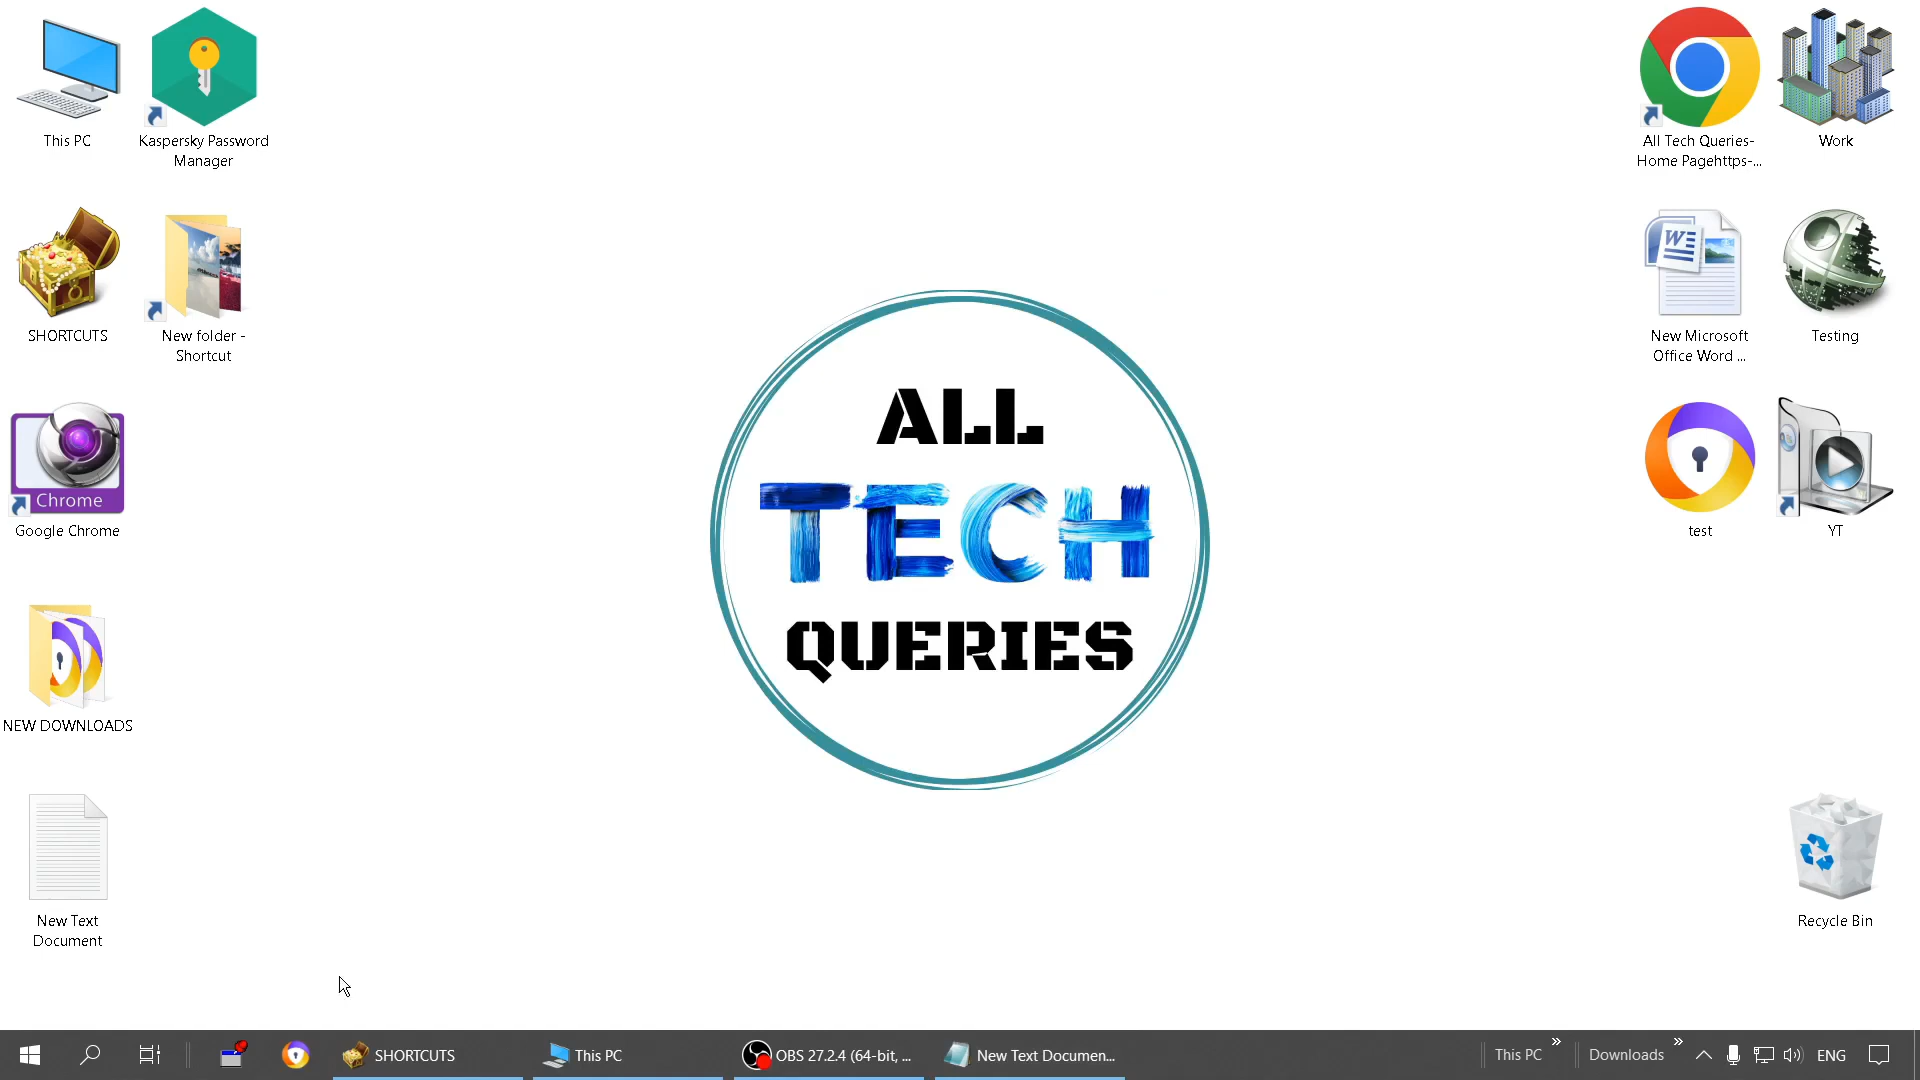 This PC
Kaspersky Password
Manager
SHORTCUTS
New folder -
Shortcut
Chrome
Google Chrome
NEW DOWNLOADS
New Text
Document
ALL
TECH
QUERIES
All Tech Queries-
Home Pagehttps-...
Work
New Microsoft
Office Word ...
Testing
test
YT
Recycle Bin
SHORTCUTS
This PC
OBS 27.2.4 (64-bit, ...
New Text Documen...
This PC
Downloads
ENG